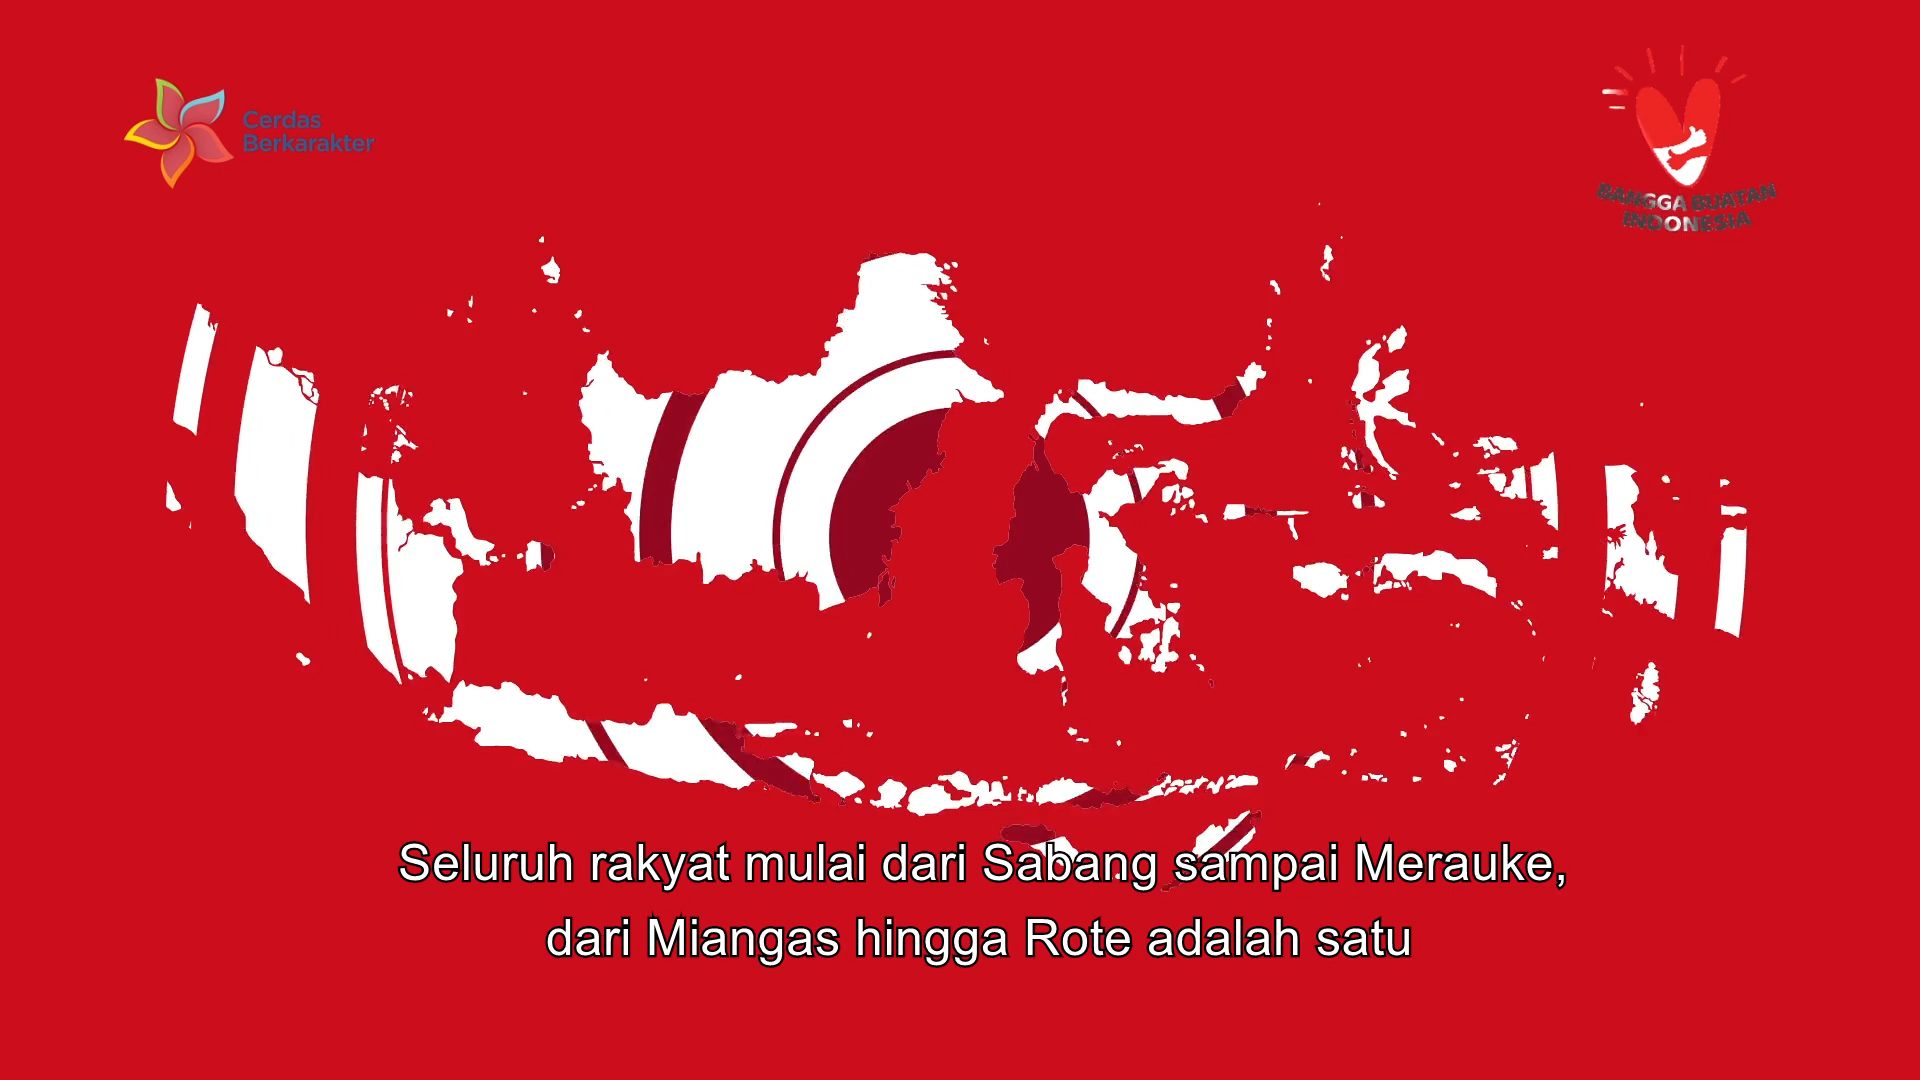 Cerdas
Berkarakter
BANGGA BUATAN
INDONESIA
Seluruh rakyat mulai dari Sabang sampai Merauke,
dari Miangas hingga Rote adalah satu